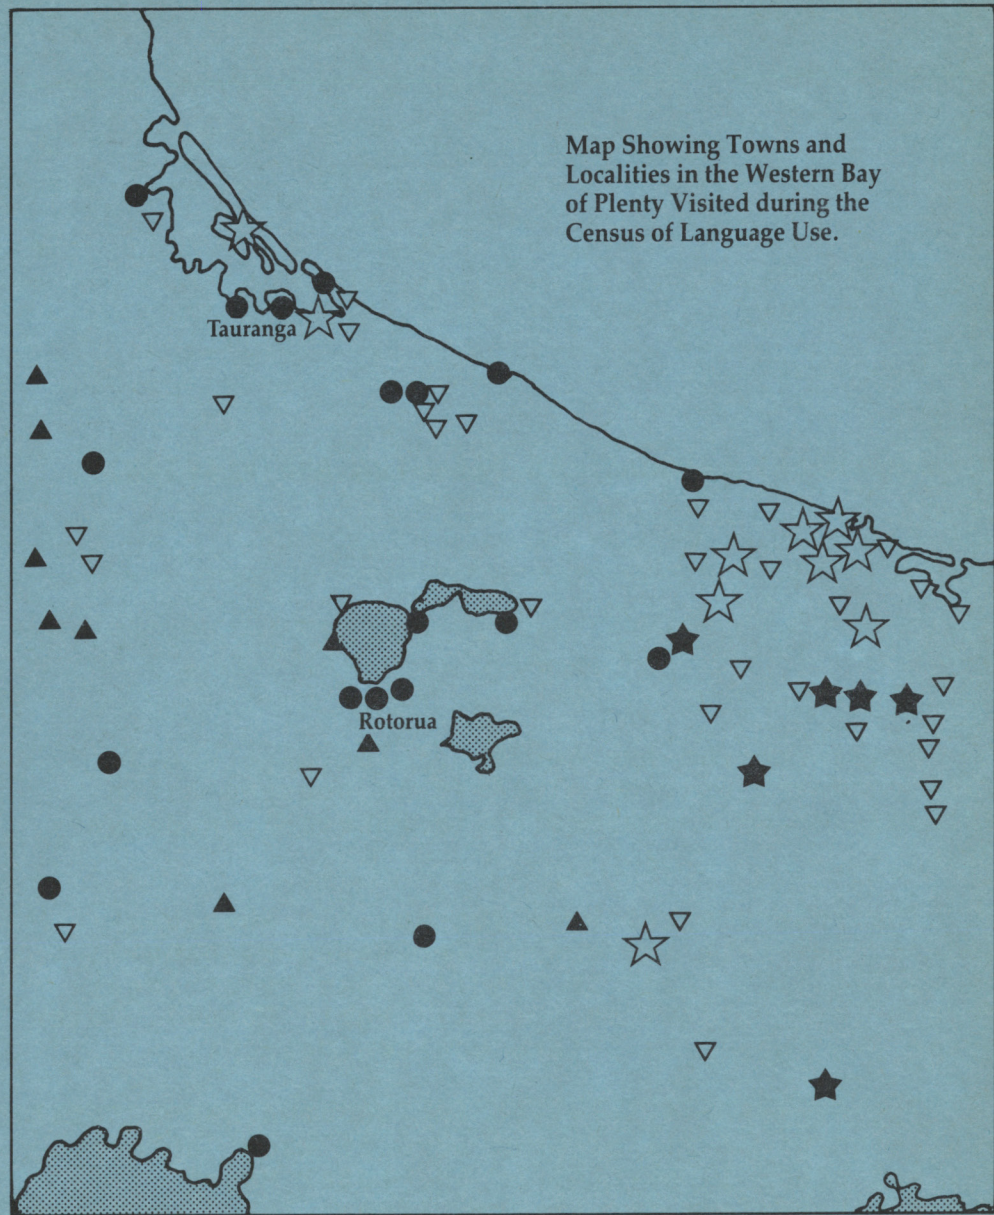 Map Showing Towns and
Localities in the Western Bay
of Plenty Visited during the
Census of Language Use.
Tauranga
Rotorua